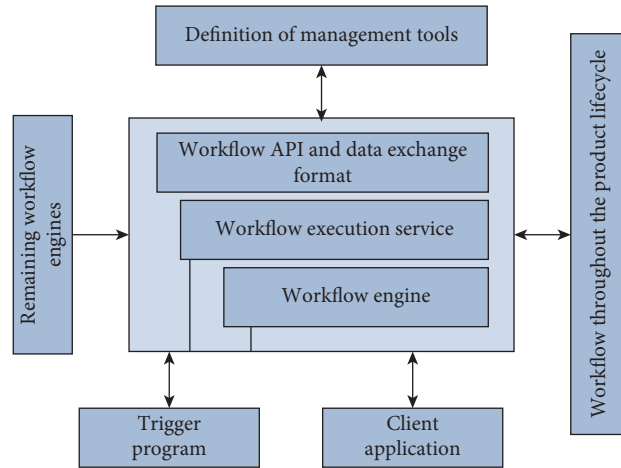 Definition of management tools
Remaining workflow
engines
Workflow API and data exchange
format
Workflow execution service
Workflow engine
Workflow throughout the product lifecycle
Trigger
program
Client
application